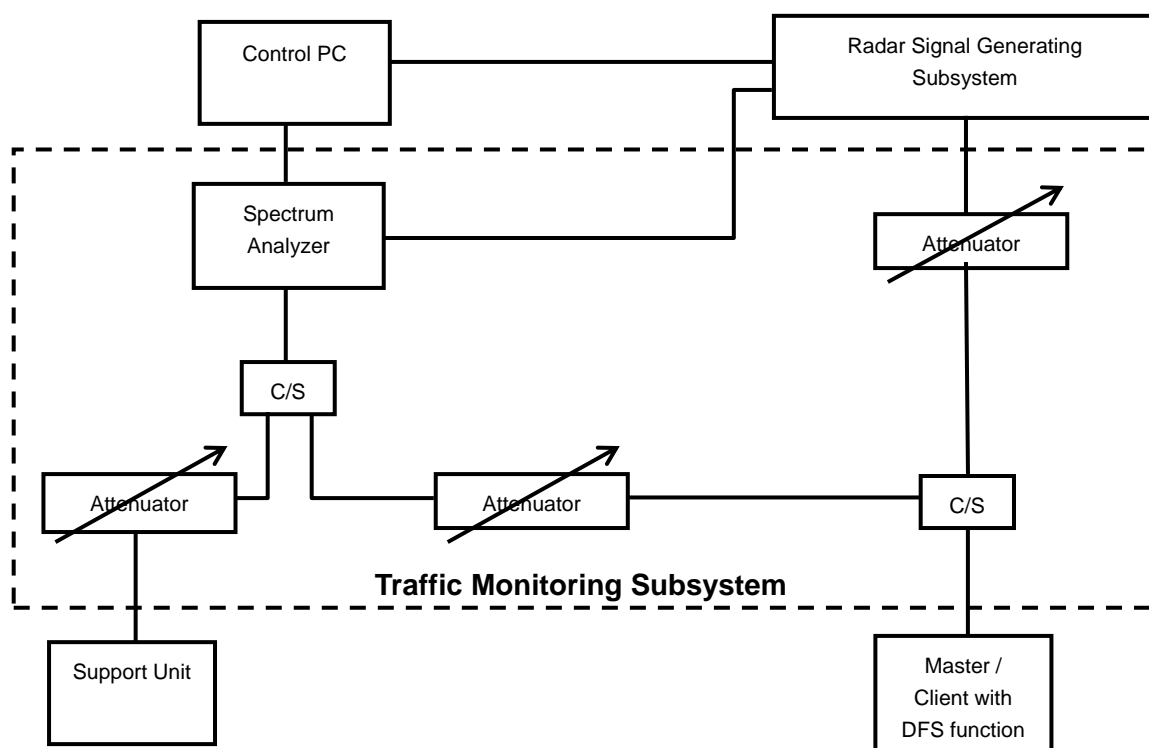 Control PC
Radar Signal Generating
Subsystem
Spectrum
Analyzer
Attenuator
C/S
Attenuator
Attenuator
C/S
Traffic Monitoring Subsystem
Support Unit
Master /
Client with
DFS function